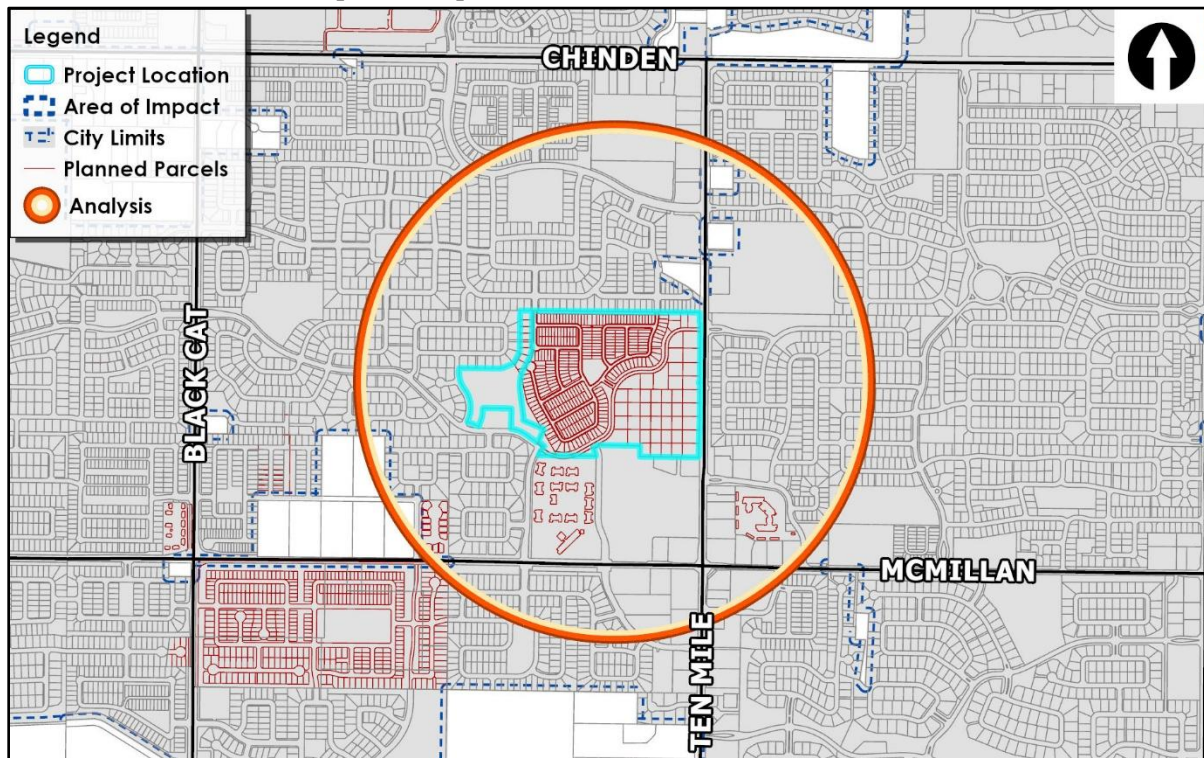 Legend
Project Location
Area of Impact
City Limits
Planned Parcels
Analysis
CHINDEN
BLACK CAT
MCMILLAN
TEN MILE